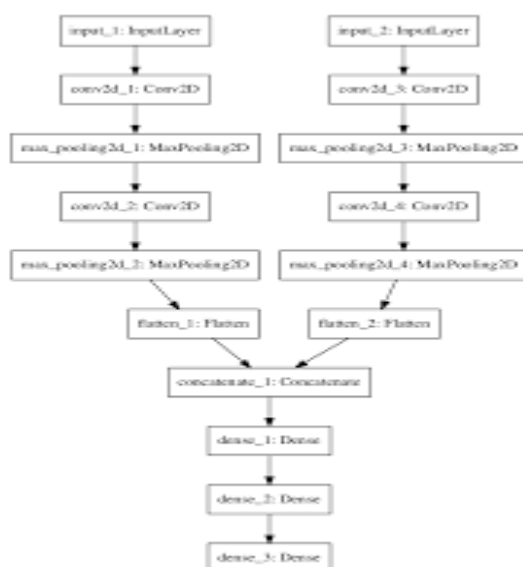 input_1: InputLayer
input_2: InputLayer
conv2d_1: Conv2D
conv2d_3: Conv2D
max_pooling2d_1: MaxPooling2D
max_pooling2d_3: MaxPooling2D
conv2d_2: Conv2D
conv2d_4: Conv2D
max_pooling2d_2: MaxPooling2D
max_pooling2d_4: MaxPooling2D
flatten_1: Flatten
flatten_2: Flatten
concatenate_1: Concatenate
dense_1: Dense
dense_2: Dense
dense_3: Dense